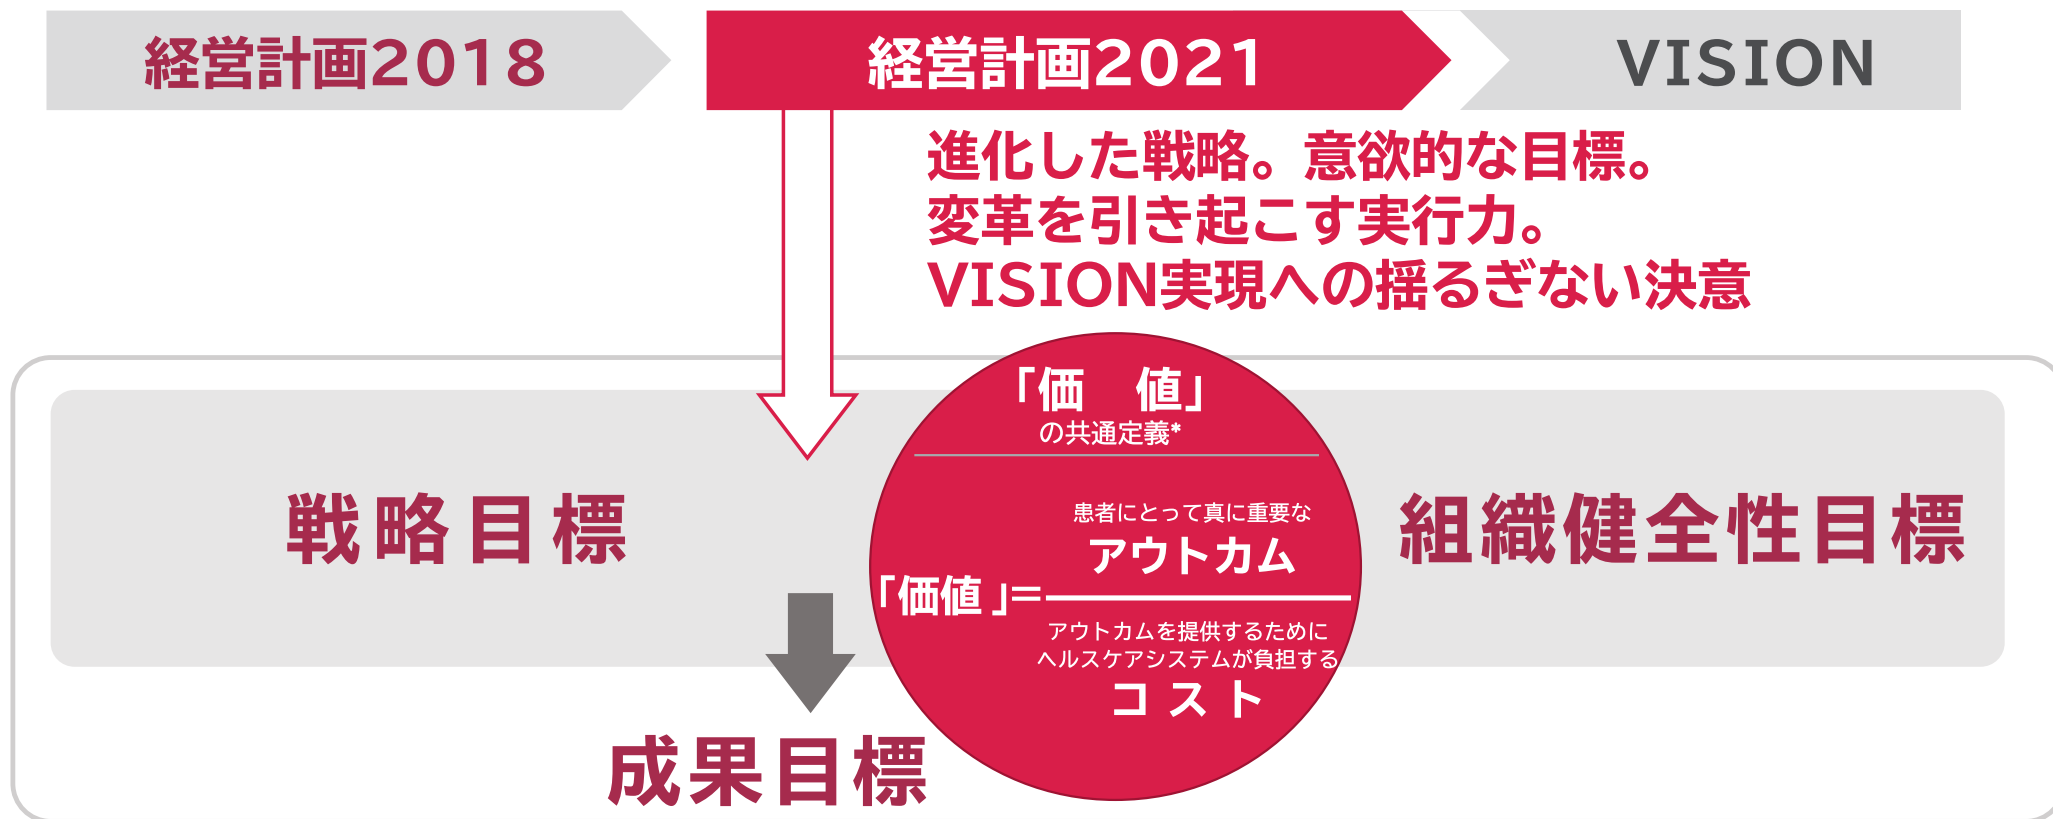 経営計画2018
経営計画2021
VISION
進化した戦略。意欲的な目標。
変革を引き起こす実行力。
VISION実現への揺るぎない決意
「価　値」
の共通定義*
戦略目標
組織健全性目標
患者にとって真に重要な
アウトカム
「価値」=
アウトカムを提供するために
ヘルスケアシステムが負担する
コスト
成果目標